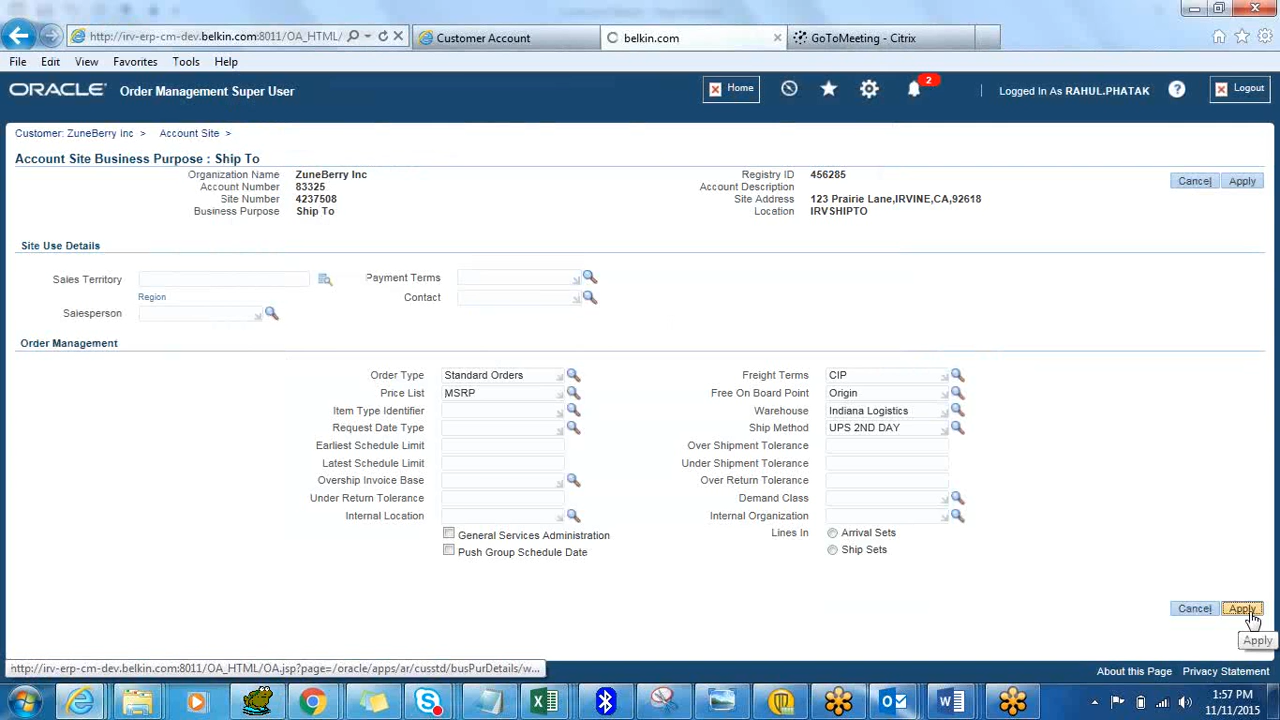 http://irv-erp-cm-dev.belkin.com:8011/OA_HTML/
Customer Account
belkin.com
GoToMeeting - Citrix
File Edit View Favorites Tools Help
ORACLE Order Management Super User
Home
2
Logged In As RAHUL.PHATAK
Logout
Customer: ZuneBerry Inc >
Account Site >
Account Site Business Purpose : Ship To
Organization Name ZuneBerry Inc
Account Number 83325
Site Number 4237508
Business Purpose Ship To
Registry ID 456285
Account Description
Site Address 123 Prairie Lane,IRVINE,CA,92618
Location IRVSHIPTO
Cancel Apply
Site Use Details
Sales Territory
Region
Salesperson
Payment Terms
Contact
Order Management
Order Type Standard Orders
Price List MSRP
Item Type Identifier
Request Date Type
Earliest Schedule Limit
Latest Schedule Limit
Overship Invoice Base
Under Return Tolerance
Internal Location
General Services Administration
Push Group Schedule Date
Freight Terms CIP
Free On Board Point Origin
Warehouse Indiana Logistics
Ship Method UPS 2ND DAY
Over Shipment Tolerance
Under Shipment Tolerance
Over Return Tolerance
Demand Class
Internal Organization
Lines In Arrival Sets
Ship Sets
Cancel Apply
Apply
http://irv-erp-cm-dev.belkin.com:8011/OA_HTML/OA.jsp?page=/oracle/apps/ar/cusstd/busPurDetails/w...
About this Page Privacy Statement
1:57 PM
11/11/2015